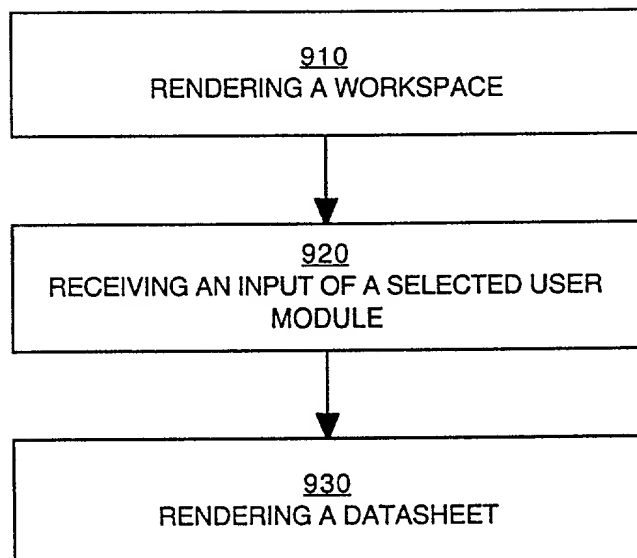 910
RENDERING A WORKSPACE
920
RECEIVING AN INPUT OF A SELECTED USER
MODULE
930
RENDERING A DATASHEET